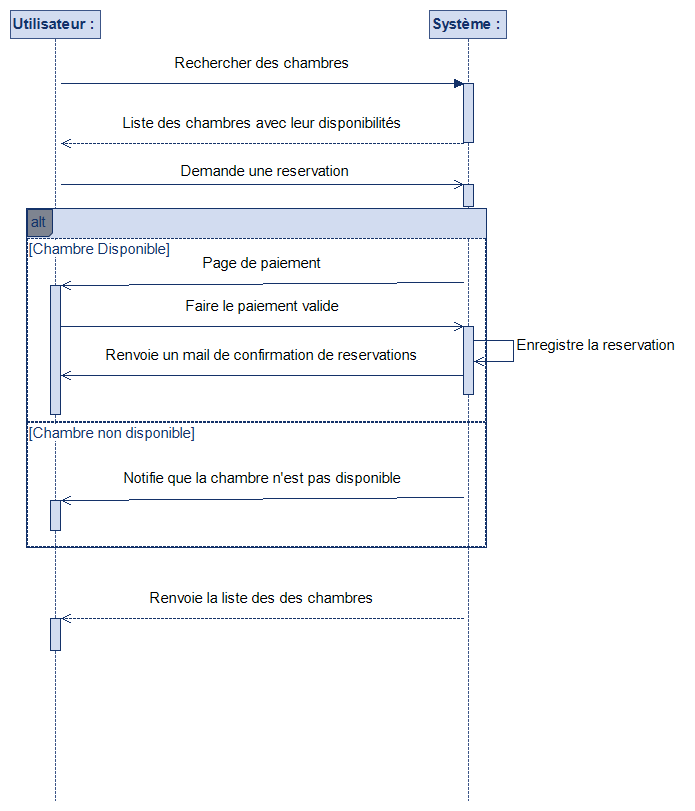 Utilisateur :
Système :
Rechercher des chambres
Liste des chambres avec leur disponibilités
Demande une reservation
alt
[Chambre Disponible]
Page de paiement
Faire le paiement valide
Enregistre la reservation
Renvoie un mail de confirmation de reservations
[Chambre non disponible]
Notifie que la chambre n'est pas disponible
Renvoie la liste des des chambres